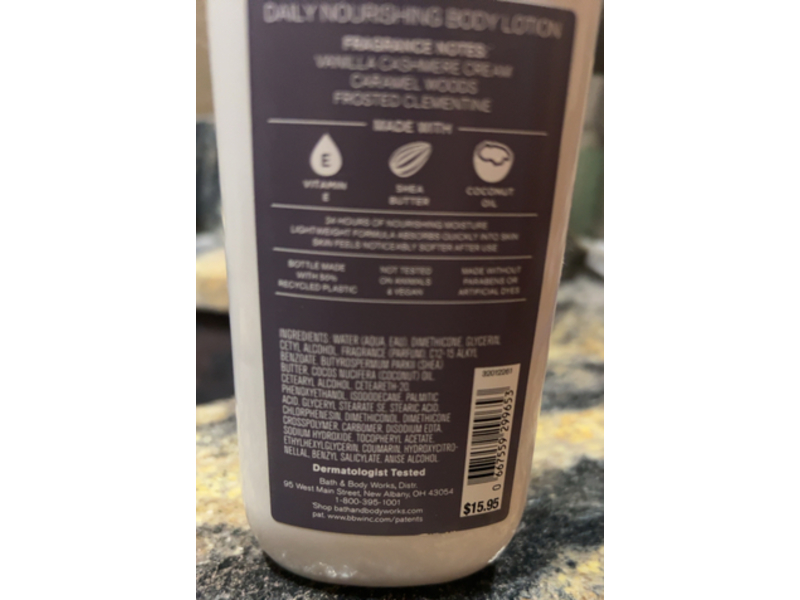 DAILY NOURISHING BODY LOTION
FRAGRANCE NOTES:
VANILLA CASHMERE CREAM
CARAMEL WOODS
FROSTED CLEMENTINE
MADE WITH
E
VITAMIN
E
SHEA
BUTTER
COCONUT
OIL
24 HOURS OF NOURISHING MOISTURE
LIGHTWEIGHT FORMULA ABSORBS QUICKLY INTO SKIN
SKIN FEELS NOTICEABLY SOFTER AFTER USE
BOTTLE MADE
WITH 50%
RECYCLED PLASTIC
NOT TESTED
ON ANIMALS
& VEGAN
MADE WITHOUT
PARABENS OR
ARTIFICIAL DYES
INGREDIENTS: WATER (AQUA, EAU), DIMETHICONE, GLYCERIN,
CETYL ALCOHOL, FRAGRANCE (PARFUM), C12-15 ALKYL
BENZOATE, BUTYROSPERMUM PARKII (SHEA)
BUTTER, COCOS NUCIFERA (COCONUT) OIL,
CETEARYL ALCOHOL, CETEARETH-20,
PHENOXYETHANOL, ISODODECANE, PALMITIC
ACID, GLYCERYL STEARATE SE, STEARIC ACID,
CHLORPHENESIN, DIMETHICONOL, DIMETHICONE
CROSSPOLYMER, CARBOMER, DISODIUM EDTA,
SODIUM HYDROXIDE, TOCOPHERYL ACETATE,
ETHYLHEXYLGLYCERIN, COUMARIN, HYDROXYCITRO-
NELLAL, BENZYL SALICYLATE, ANISE ALCOHOL
Dermatologist Tested
Bath & Body Works, Distr.
95 West Main Street, New Albany, OH 43054
1-800-395-1001
Shop bathandbodyworks.com
pat. www.bbwinc.com/patents
0 667559 299653
$15.95